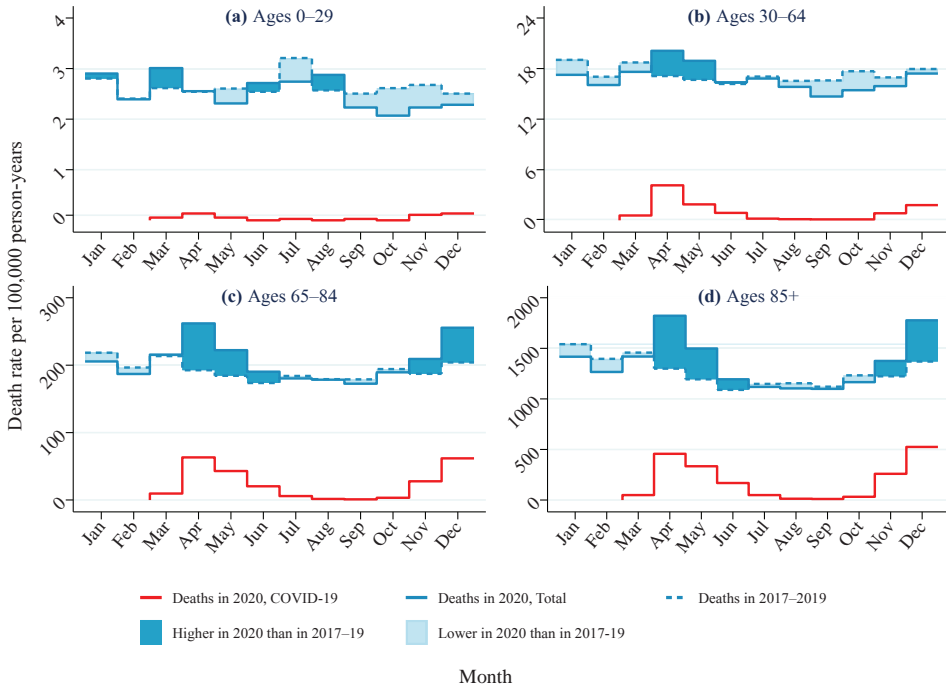 Death rate per 100,000 person-years
(a) Ages 0–29
4
3
2
1
0
Jan Feb Mar Apr May Jun Jul Aug Sep Oct Nov Dec
(b) Ages 30–64
24
18
12
6
0
Jan Feb Mar Apr May Jun Jul Aug Sep Oct Nov Dec
(c) Ages 65–84
300
200
100
0
Jan Feb Mar Apr May Jun Jul Aug Sep Oct Nov Dec
(d) Ages 85+
2000
1500
1000
500
0
Jan Feb Mar Apr May Jun Jul Aug Sep Oct Nov Dec
Deaths in 2020, COVID-19
Deaths in 2020, Total
Deaths in 2017–2019
Higher in 2020 than in 2017–19
Lower in 2020 than in 2017-19
Month